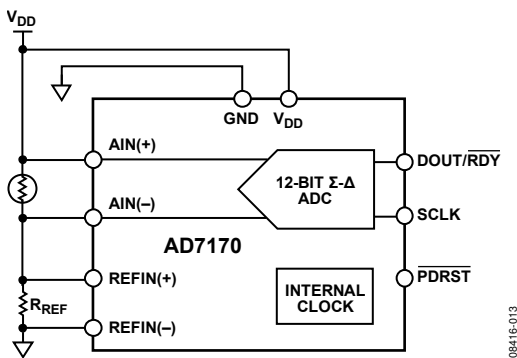 VDD
GND
VDD
AIN(+)
12-BIT Σ-Δ
ADC
DOUT/RDY
AIN(–)
SCLK
AD7170
REFIN(+)
INTERNAL
CLOCK
PDRST
RREF
REFIN(–)
08416-013